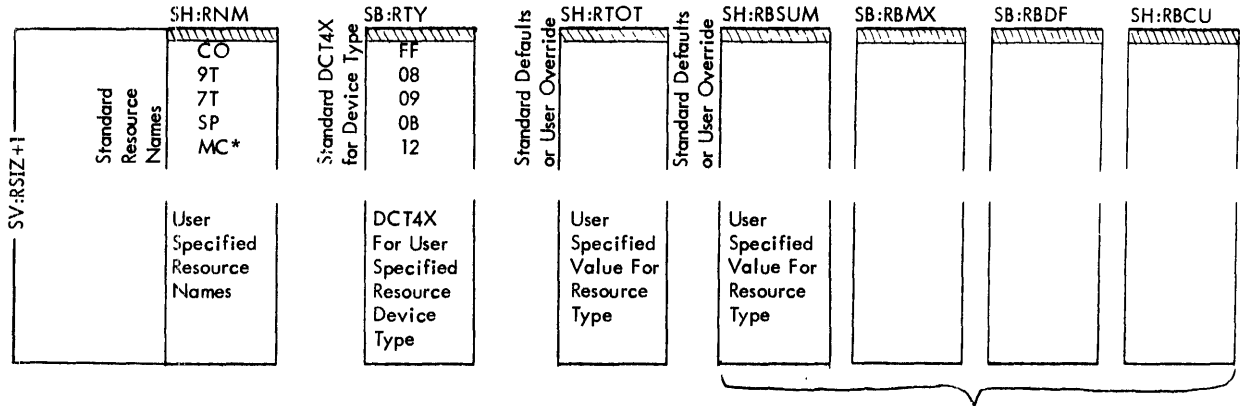 SH:RNM SB:RTY SH:RTOT SH:RBSUM SB:RBMX SB:RBDF SH:RBCU
SV:RSIZ+1
Standard
Resource
Names
CO
9T
7T
SP
MC*
User
Specified
Resource
Names
Standard DCT4X
for Device Type
FF
08
09
0B
12
DCT4X
For User
Specified
Resource
Device
Type
Standard Defaults
or User Override
User
Specified
Value For
Resource
Type
Standard Defaults
or User Override
User
Specified
Value For
Resource
Type